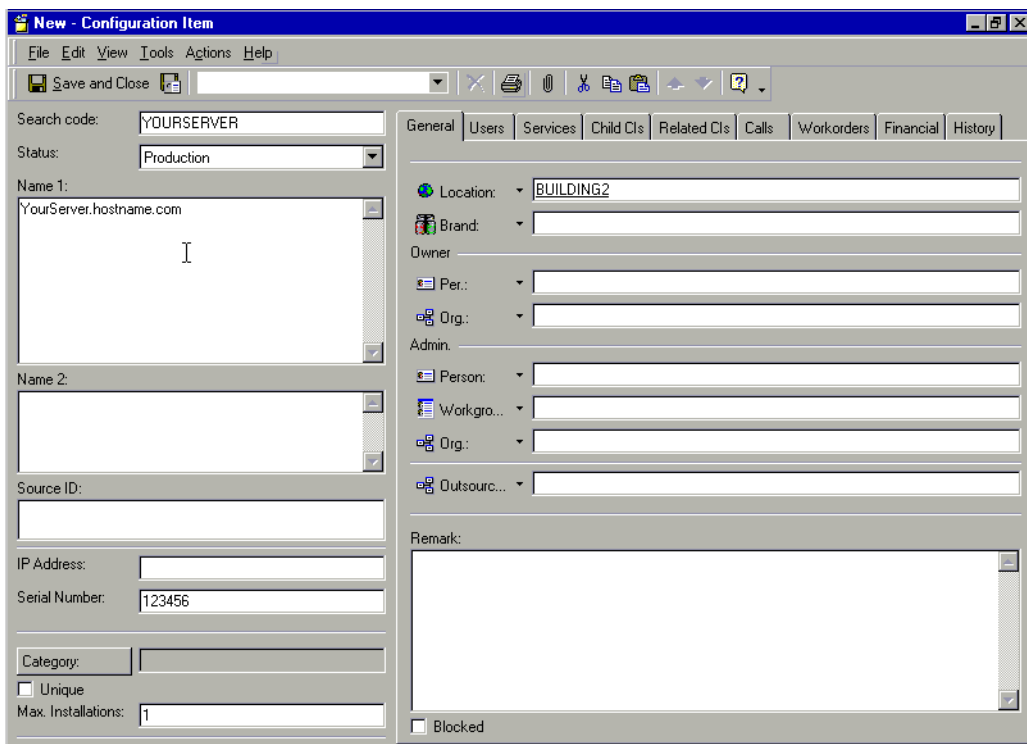 New - Configuration Item
File Edit View Tools Actions Help
Save and Close
Search code: YOURSERVER
Status: Production
Name 1:
YourServer.hostname.com
Name 2:
Source ID:
IP Address:
Serial Number: 123456
Category:
Unique
Max. Installations: 1
General Users Services Child CIs Related CIs Calls Workorders Financial History
Location: BUILDING2
Brand:
Owner
Per.:
Org.:
Admin.
Person:
Workgro...
Org.:
Outsourc...
Remark:
Blocked